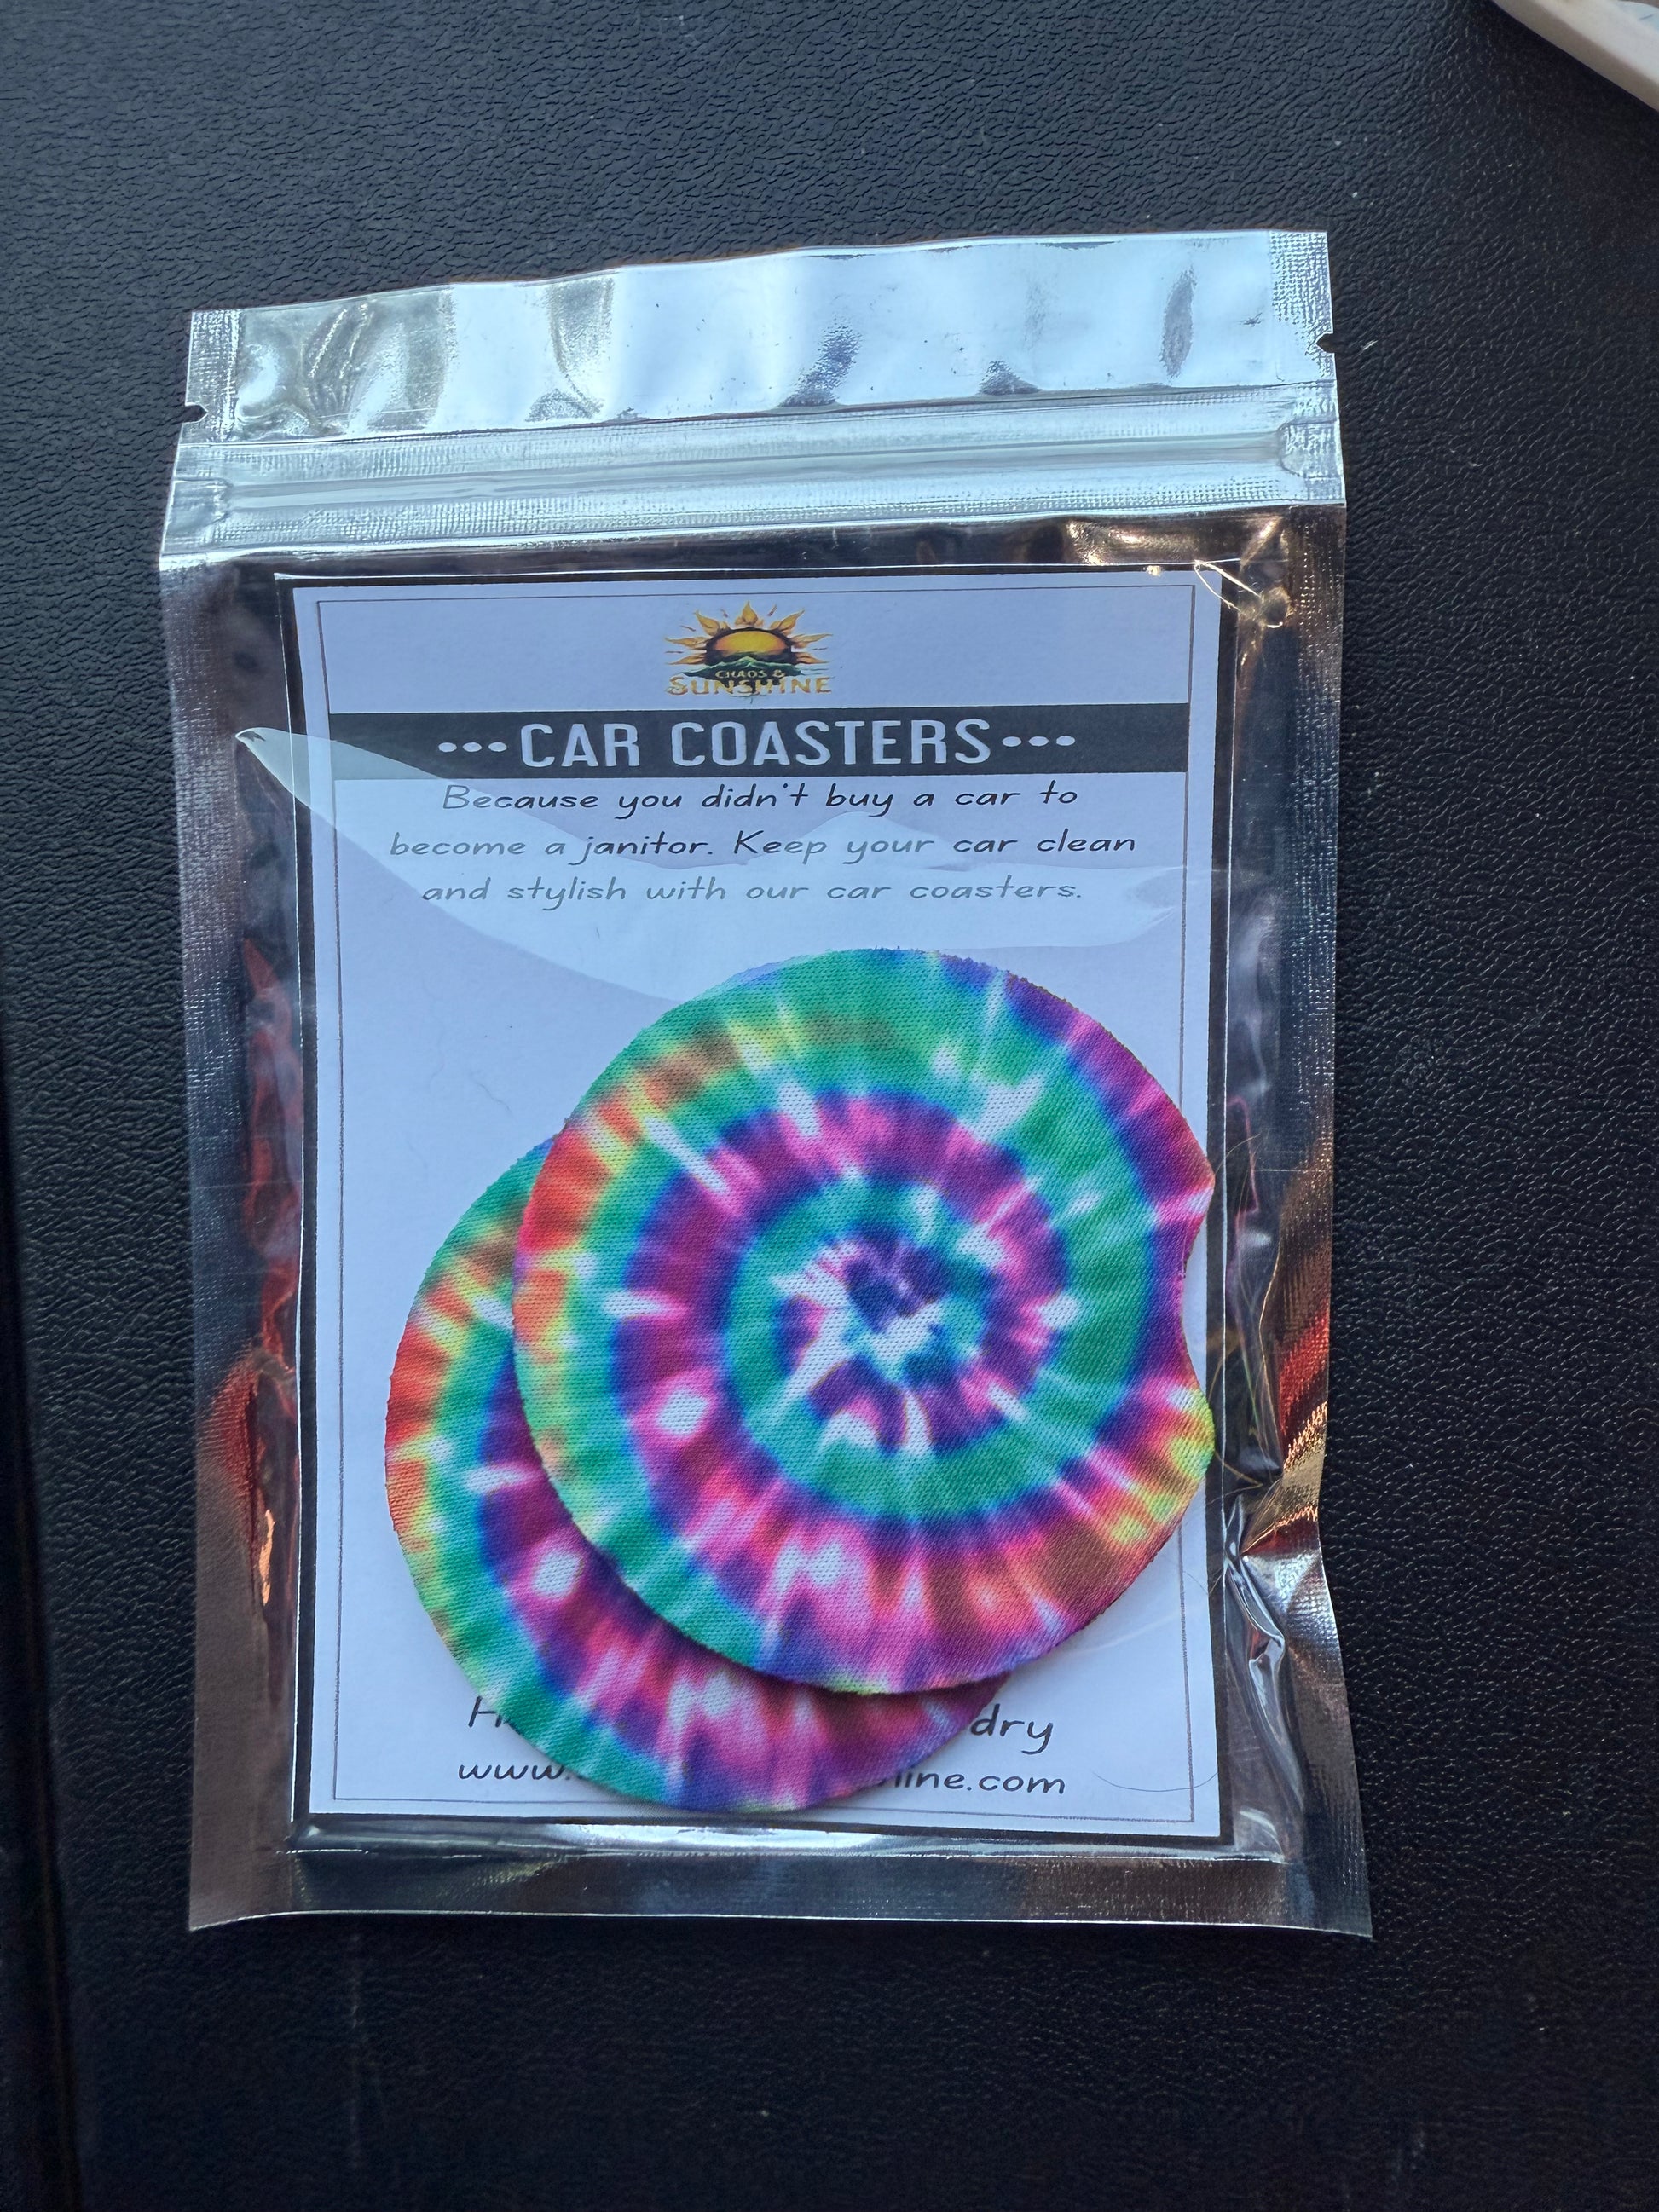 CHAOS &
SUNSHINE
•••CAR COASTERS•••
Because you didn't buy a car to
become a janitor. Keep your car clean
and stylish with our car coasters.
dry
www.
ine.com